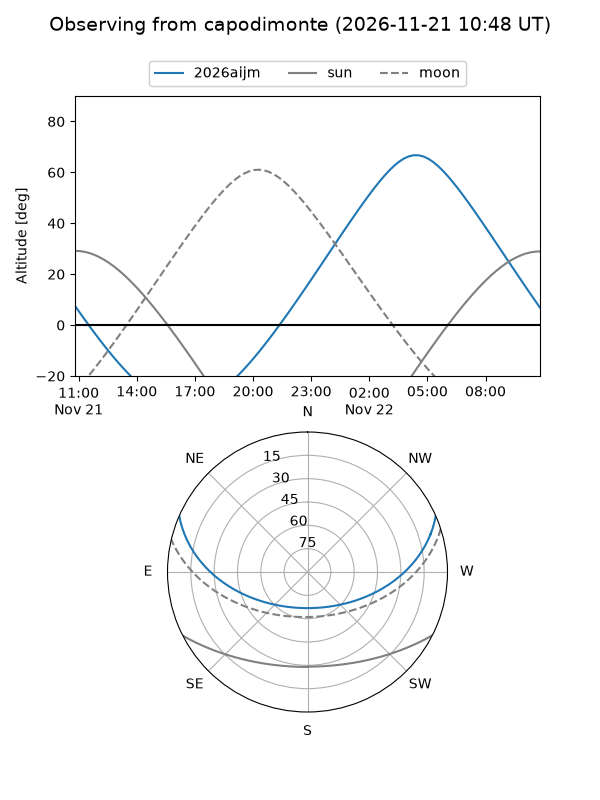 Observing from capodimonte (2026-11-21 10:48 UT)
2026aijm sun moon
Altitude [deg]
80
60
40
20
0
−20
11:00 14:00 17:00 20:00 23:00 02:00 05:00 08:00
Nov 21 Nov 22
N
NE NW
15
30
45
60
75
E W
SE SW
S